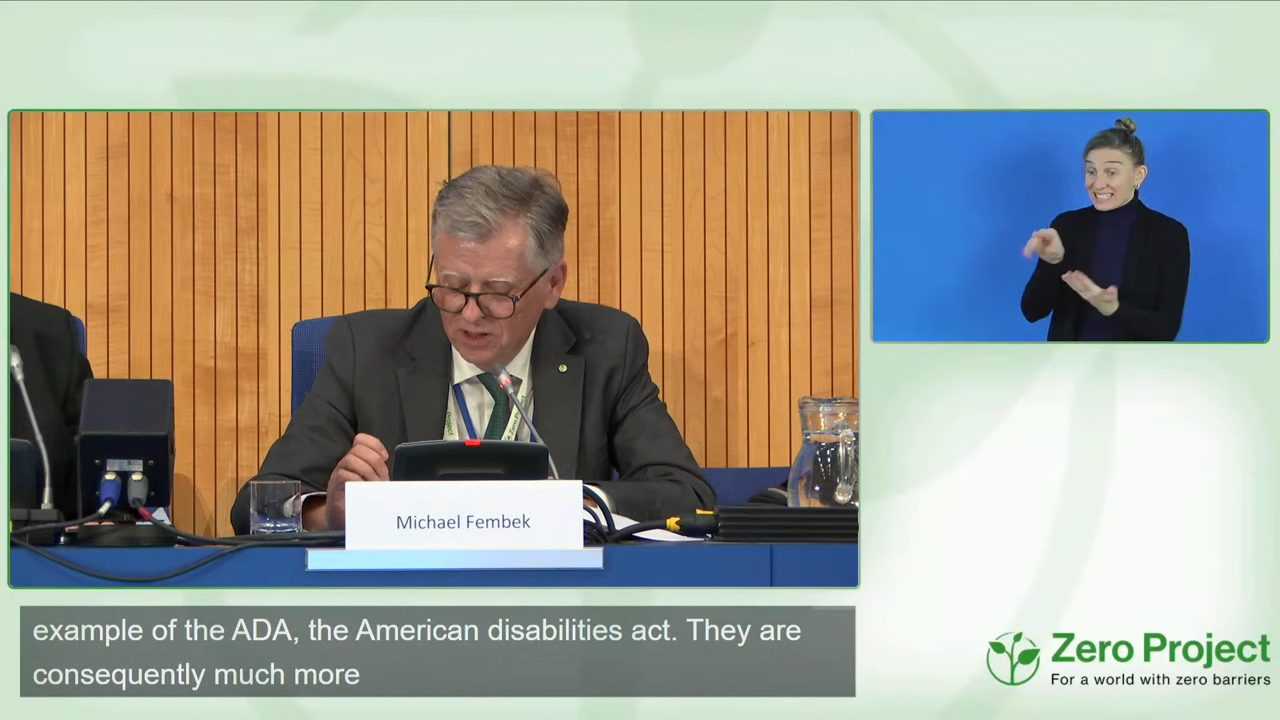 Michael Fembek
example of the ADA, the American disabilities act. They are
consequently much more
Zero Project
For a world with zero barriers